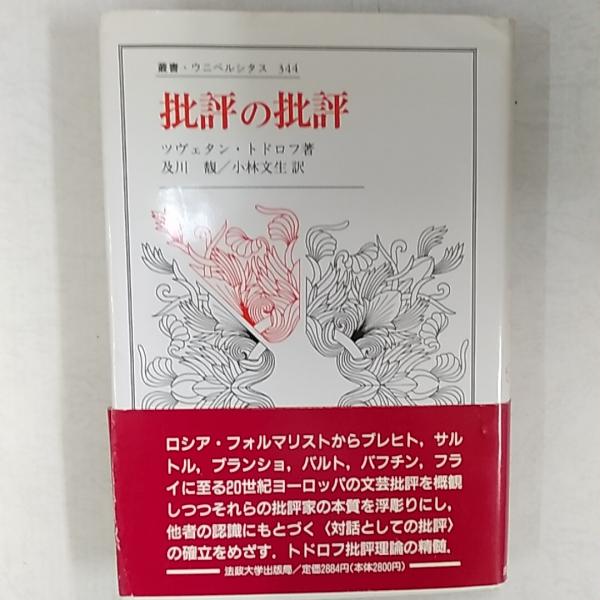 叢書・ウニベルシタス 344
批評の批評
ツヴェタン・トドロフ著
及川 馥／小林文生 訳
ロシア・フォルマリストからブレヒト，サル
トル，ブランショ，バルト，バフチン，フラ
イに至る20世紀ヨーロッパの文芸批評を概観
しつつそれらの批評家の本質を浮彫りにし，
他者の認識にもとづく〈対話としての批評〉
の確立をめざす．トドロフ批評理論の精髄．
法政大学出版局／定価2884円（本体2800円）